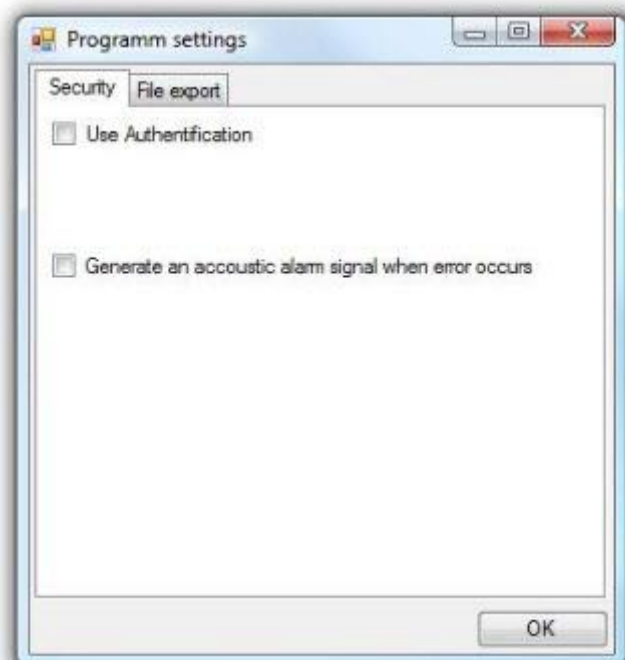 Programm settings
Security File export
Use Authentification
Generate an accoustic alarm signal when error occurs
OK